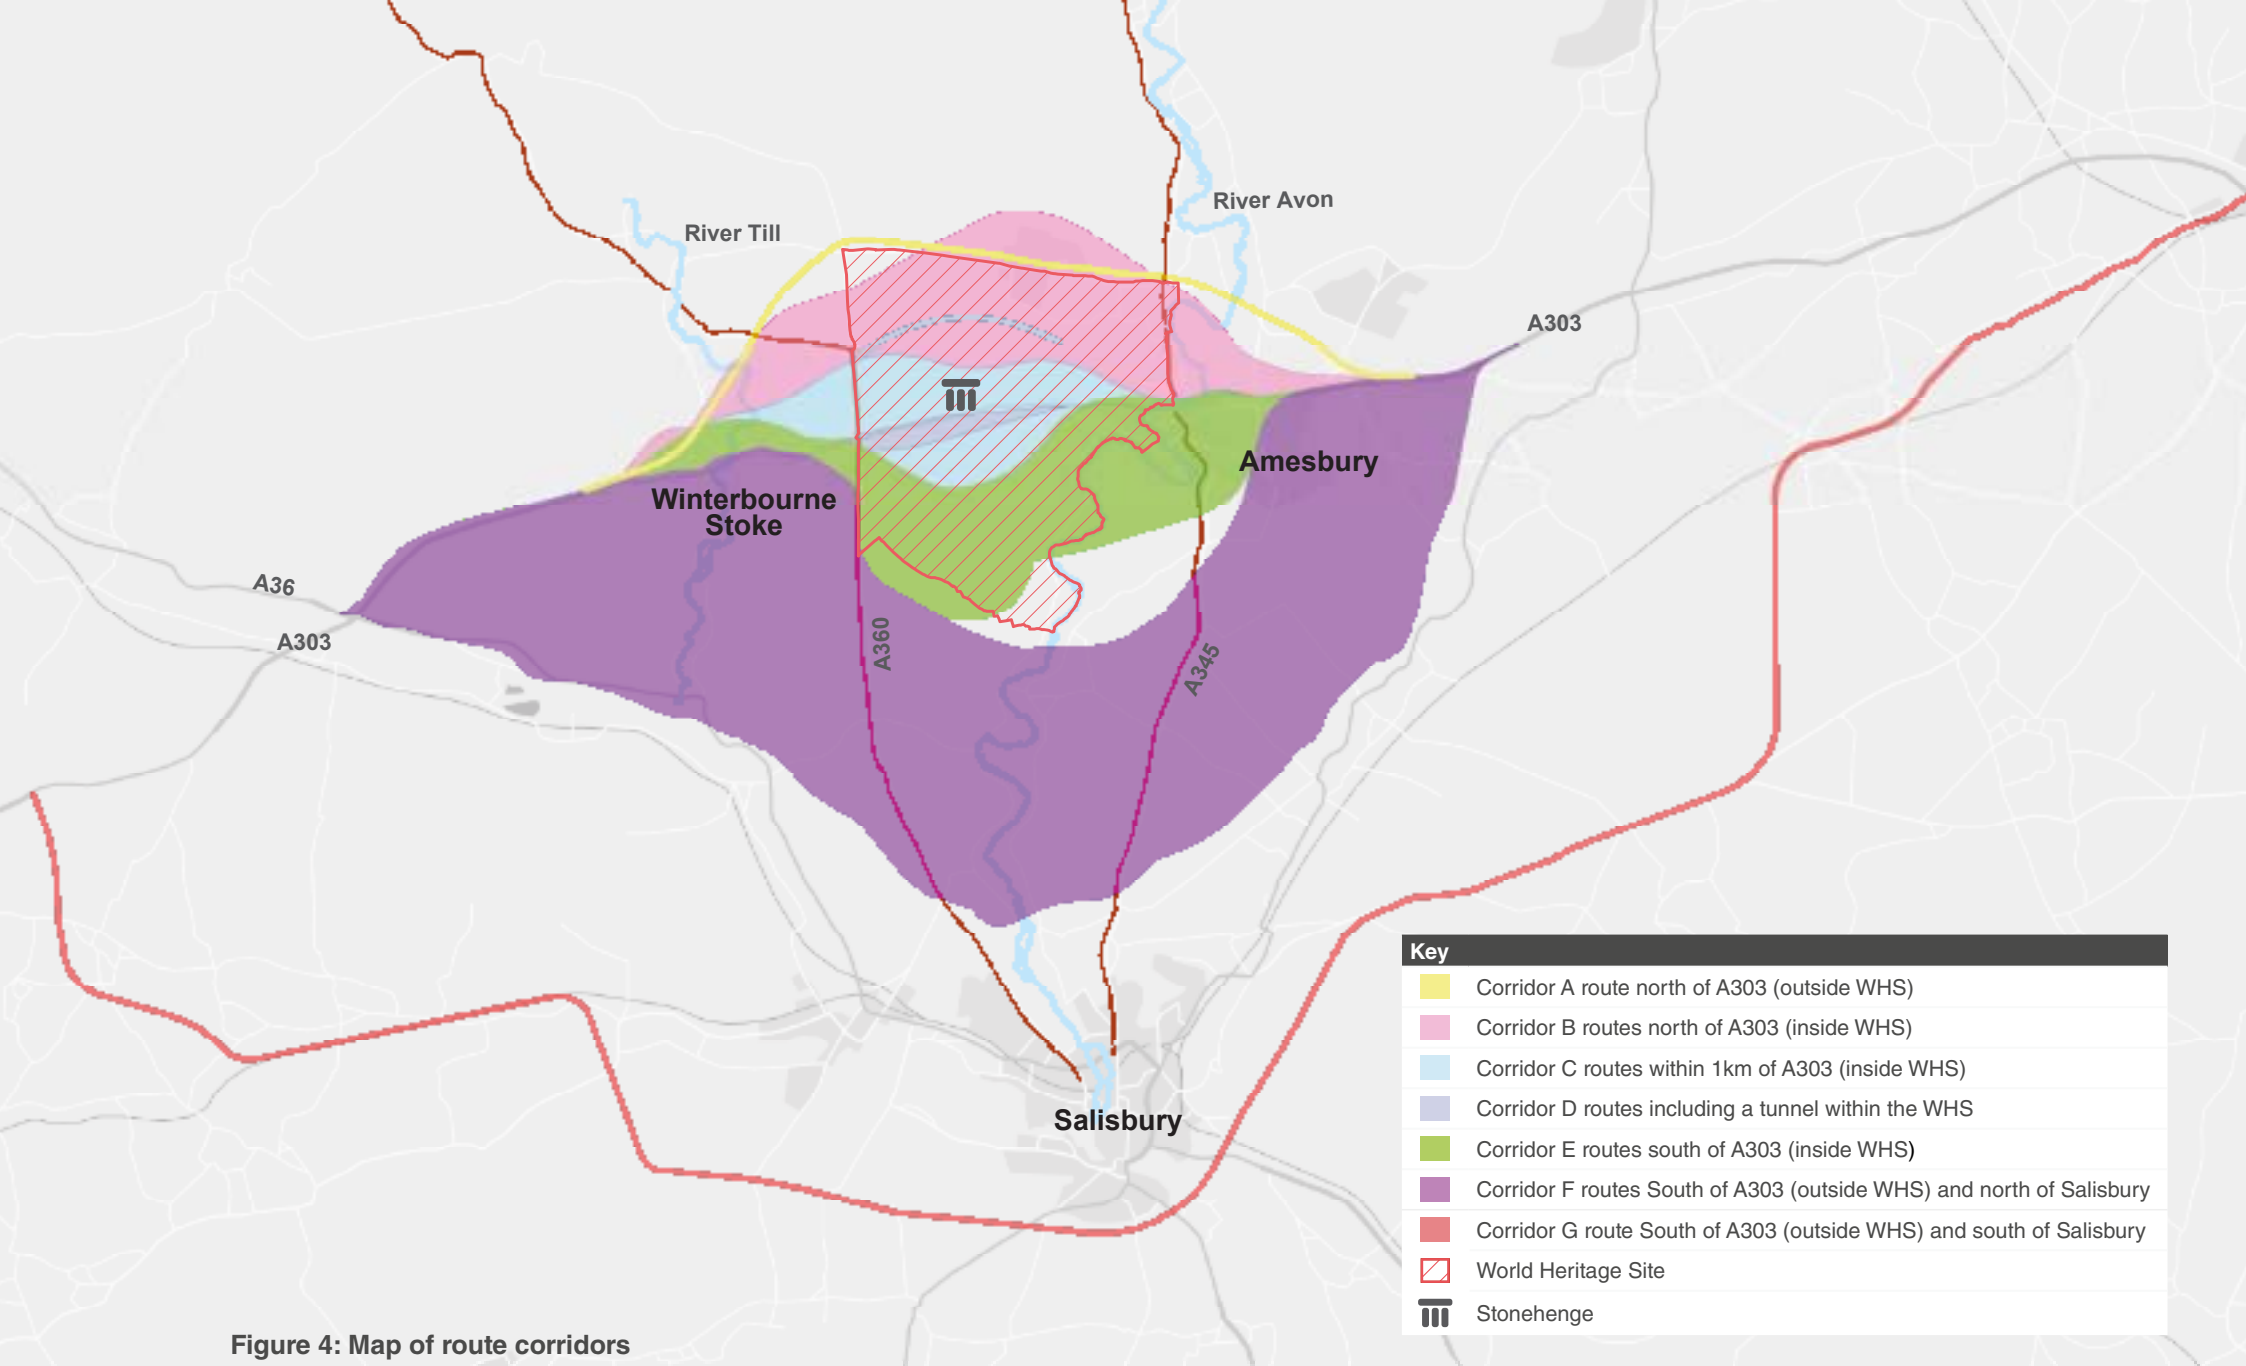 River Avon
River Till
A303
Amesbury
Winterbourne
Stoke
A36
A303
A360
A345
Salisbury
Key
Corridor A route north of A303 (outside WHS)
Corridor B routes north of A303 (inside WHS)
Corridor C routes within 1km of A303 (inside WHS)
Corridor D routes including a tunnel within the WHS
Corridor E routes south of A303 (inside WHS)
Corridor F routes South of A303 (outside WHS) and north of Salisbury
Corridor G route South of A303 (outside WHS) and south of Salisbury
World Heritage Site
Stonehenge
Figure 4: Map of route corridors